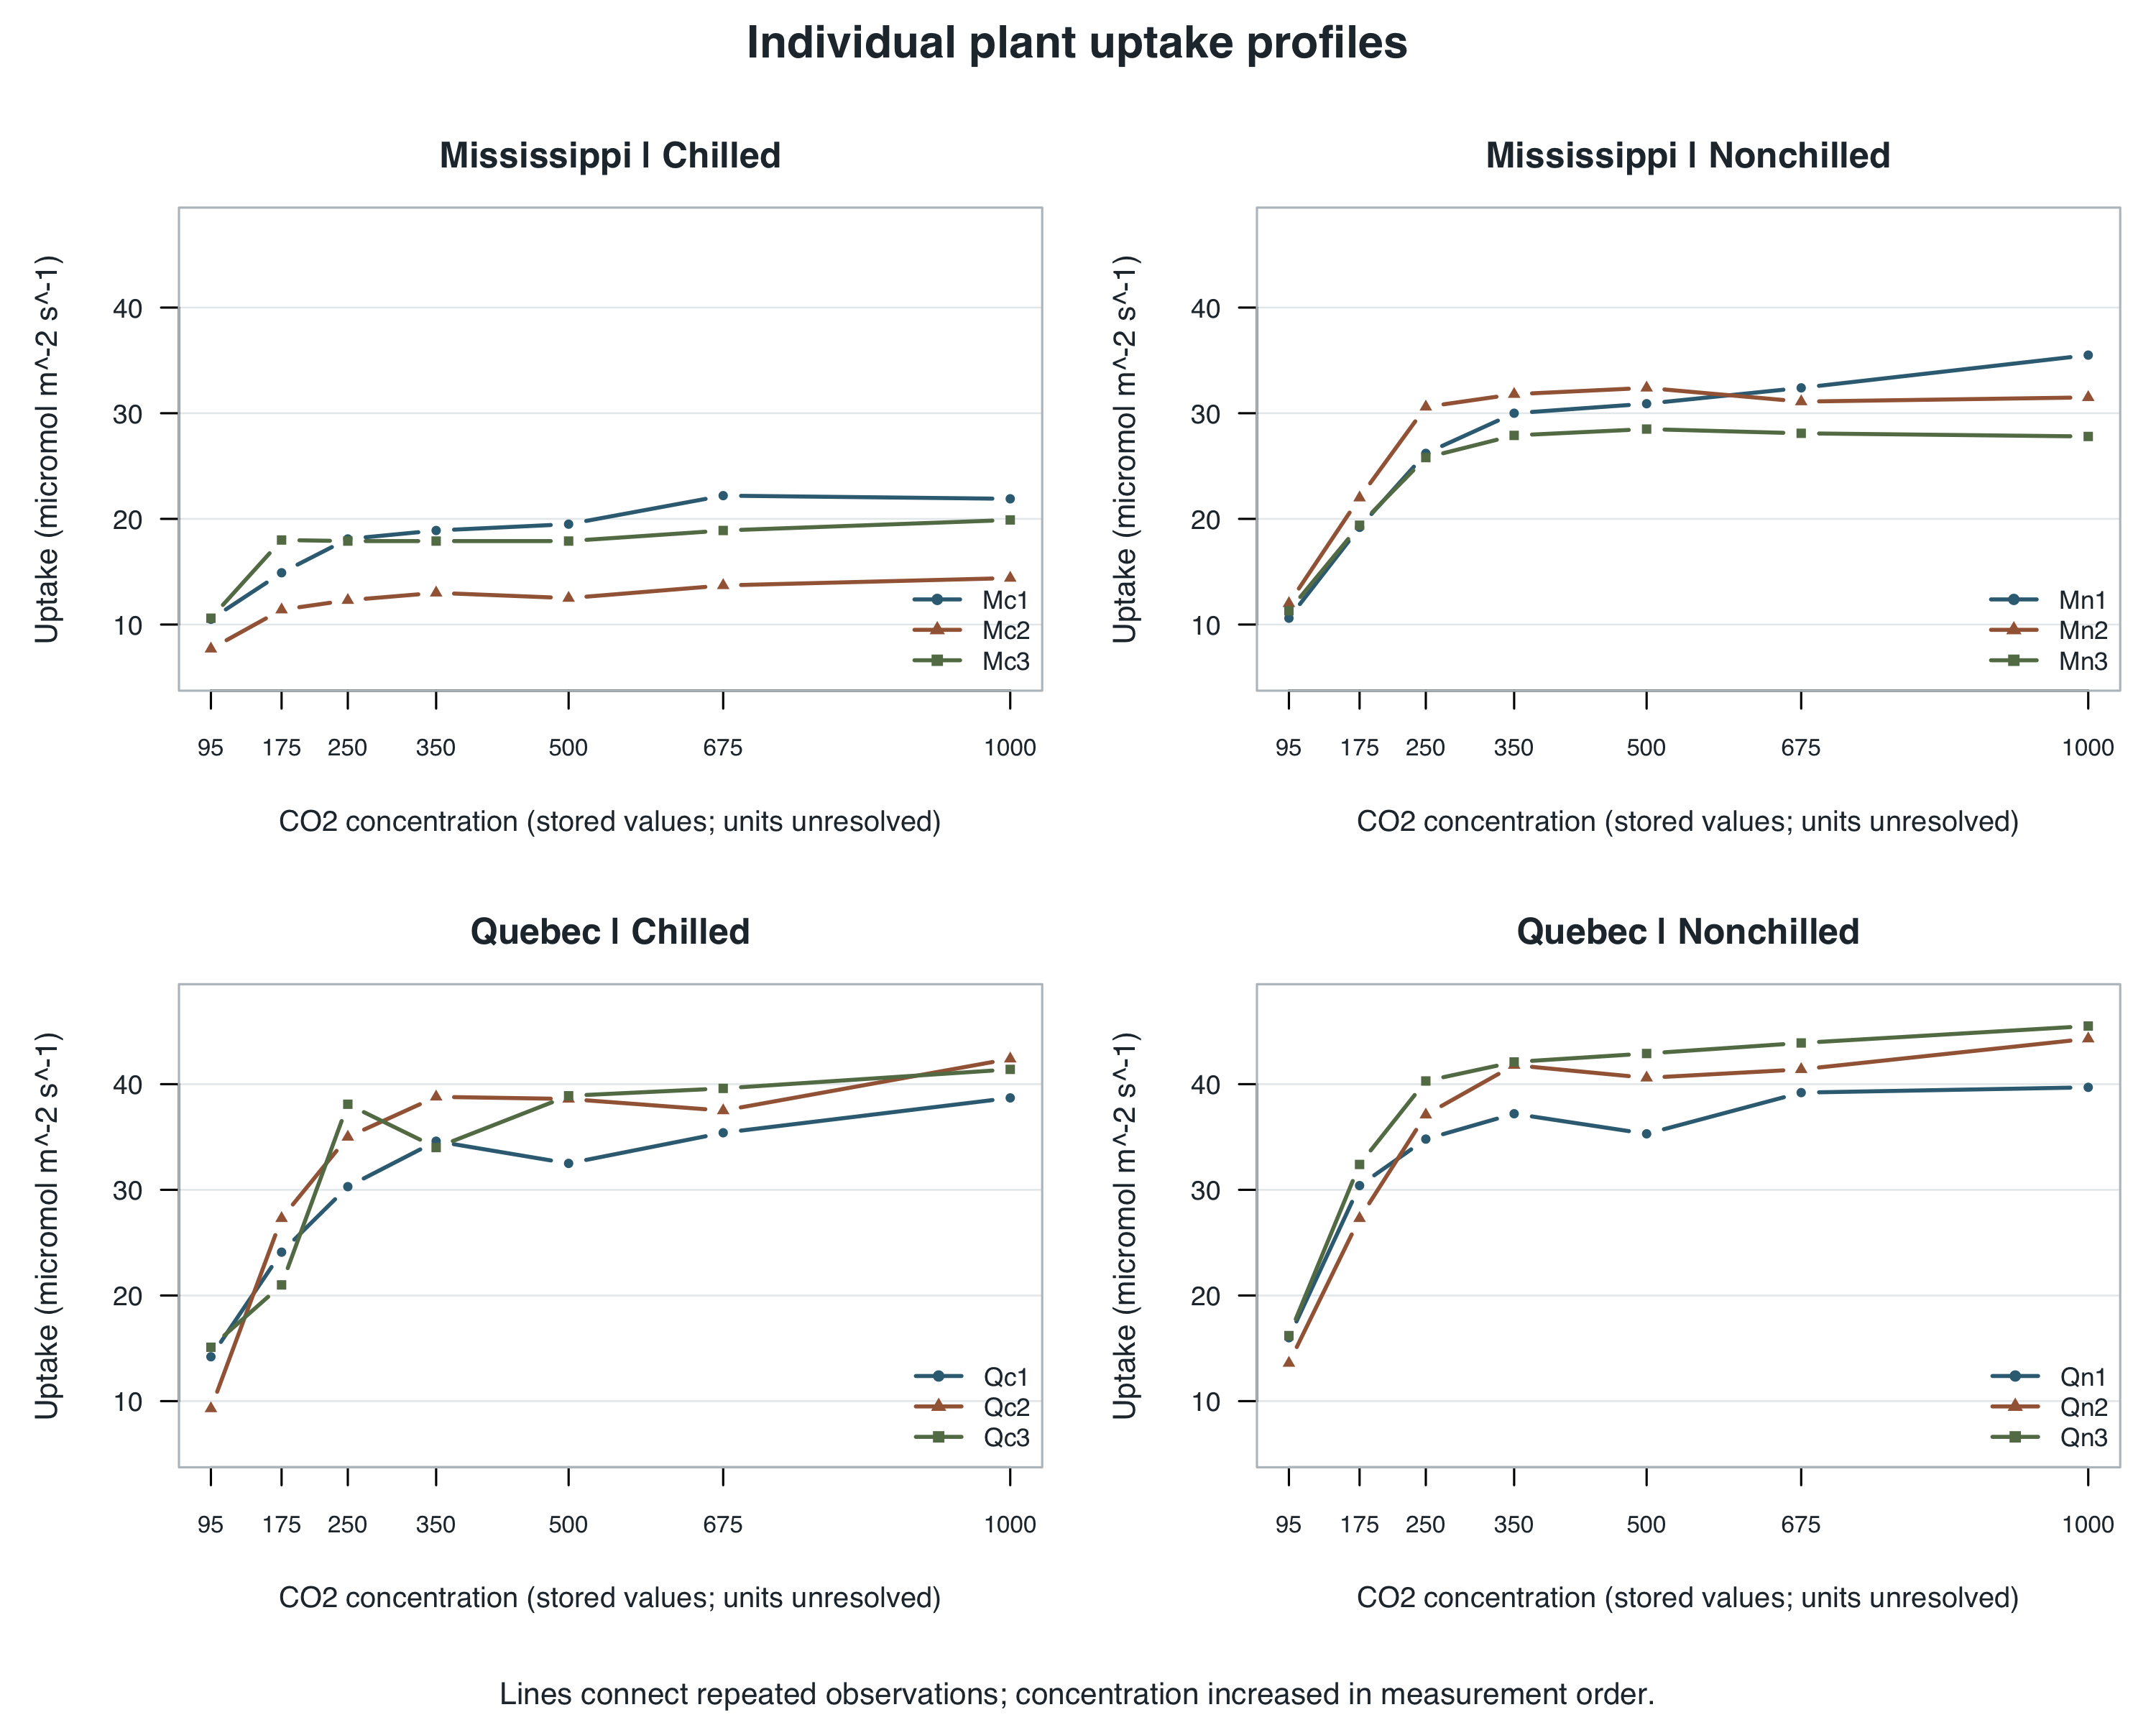 Individual plant uptake profiles
Mississippi | Chilled
Uptake (micromol m^-2 s^-1)
40
30
20
10
Mc1
Mc2
Mc3
95 175 250 350 500 675 1000
CO2 concentration (stored values; units unresolved)
Mississippi | Nonchilled
Uptake (micromol m^-2 s^-1)
40
30
20
10
Mn1
Mn2
Mn3
95 175 250 350 500 675 1000
CO2 concentration (stored values; units unresolved)
Quebec | Chilled
Uptake (micromol m^-2 s^-1)
40
30
20
10
Qc1
Qc2
Qc3
95 175 250 350 500 675 1000
CO2 concentration (stored values; units unresolved)
Quebec | Nonchilled
Uptake (micromol m^-2 s^-1)
40
30
20
10
Qn1
Qn2
Qn3
95 175 250 350 500 675 1000
CO2 concentration (stored values; units unresolved)
Lines connect repeated observations; concentration increased in measurement order.